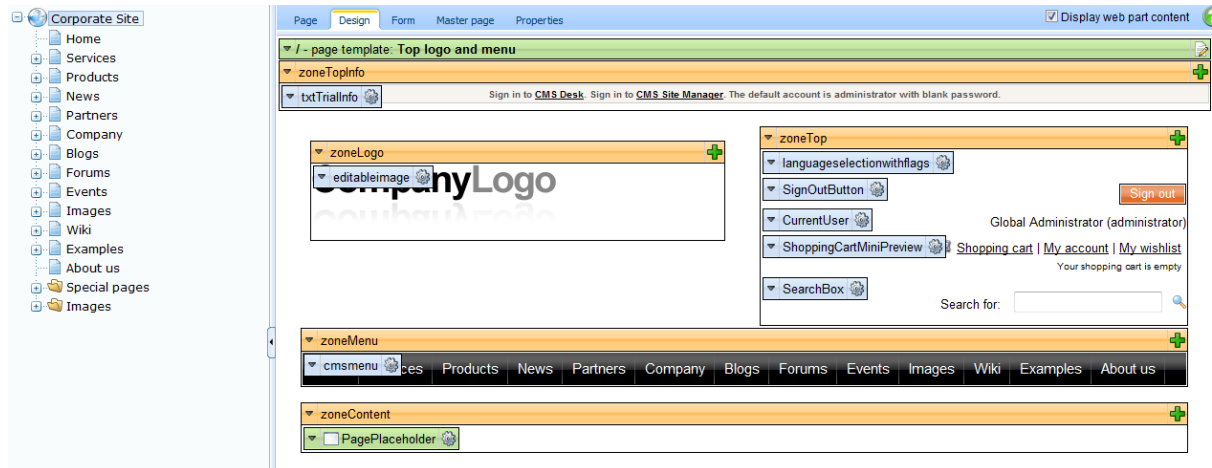 Corporate Site
Home
Services
Products
News
Partners
Company
Blogs
Forums
Events
Images
Wiki
Examples
About us
Special pages
Images
Page Design Form Master page Properties Display web part content
/ - page template: Top logo and menu
zoneTopInfo
txtTrialInfo Sign in to CMS Desk. Sign in to CMS Site Manager. The default account is administrator with blank password.
zoneLogo
editableimage
nyLogo
zoneTop
languageselectionwithflags
SignOutButton Sign out
CurrentUser Global Administrator (administrator)
ShoppingCartMiniPreview Shopping cart | My account | My wishlist
Your shopping cart is empty
SearchBox
Search for:
zoneMenu
cmsmenu ces Products News Partners Company Blogs Forums Events Images Wiki Examples About us
zoneContent
PagePlaceholder